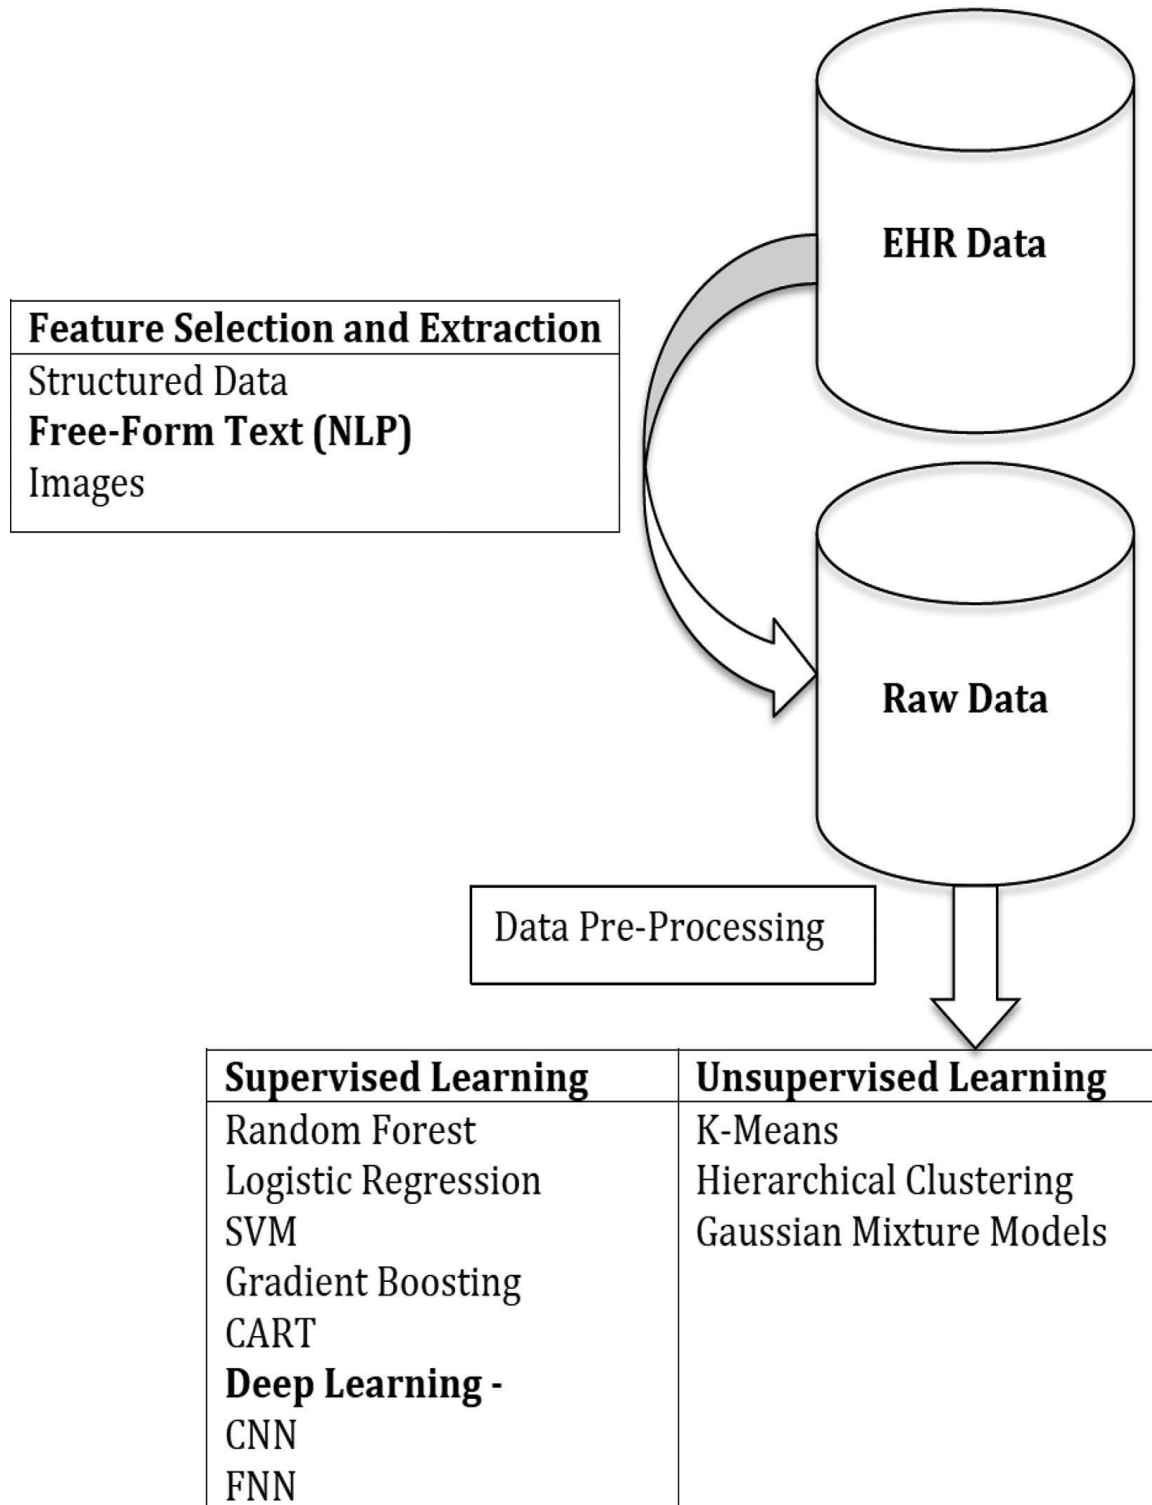 EHR Data
Feature Selection and Extraction
Structured Data
Free-Form Text (NLP)
Images
Raw Data
Data Pre-Processing
Supervised Learning
Random Forest
Logistic Regression
SVM
Gradient Boosting
CART
Deep Learning -
CNN
FNN
Unsupervised Learning
K-Means
Hierarchical Clustering
Gaussian Mixture Models